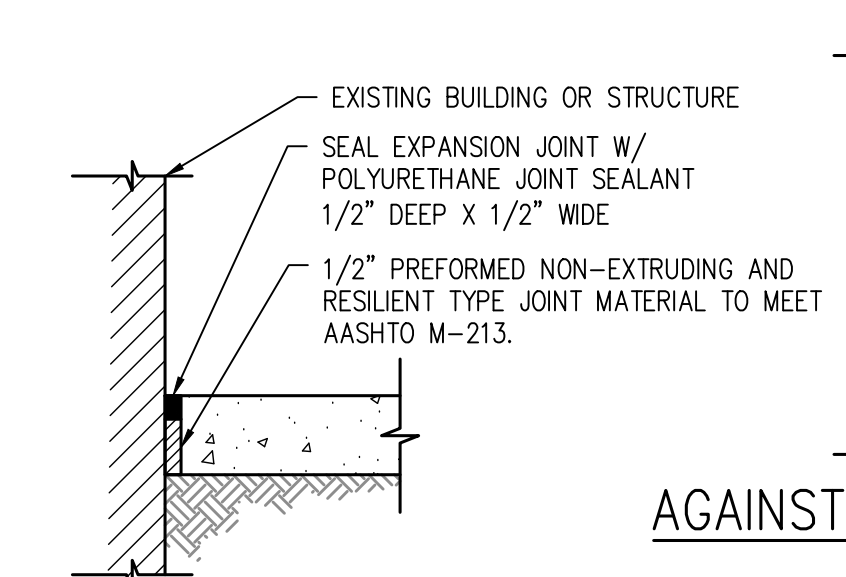 EXISTING BUILDING OR STRUCTURE
SEAL EXPANSION JOINT W/
POLYURETHANE JOINT SEALANT
1/2” DEEP X 1/2” WIDE
1/2” PREFORMED NON-EXTRUDING AND
RESILIENT TYPE JOINT MATERIAL TO MEET
AASHTO M-213.
AGAINST